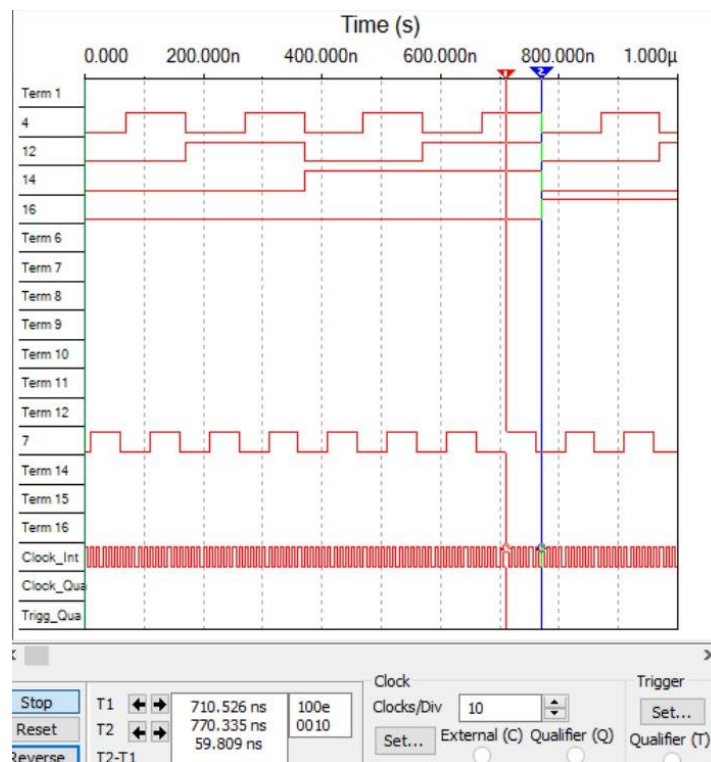 Time (s)
0.000 200.000n 400.000n 600.000n 800.000n 1.000µ
1 2
Term 1
4
12
14
16
Term 6
Term 7
Term 8
Term 9
Term 10
Term 11
Term 12
7
Term 14
Term 15
Term 16
Clock_Int
Clock_Qua
Trigg_Qua
Clock Trigger
Stop T1 710.526 ns 100e Clocks/Div 10 Set...
Reset T2 770.335 ns 0010 Set... External (C) Qualifier (Q) Qualifier (T)
Reverse T2-T1 59.809 ns